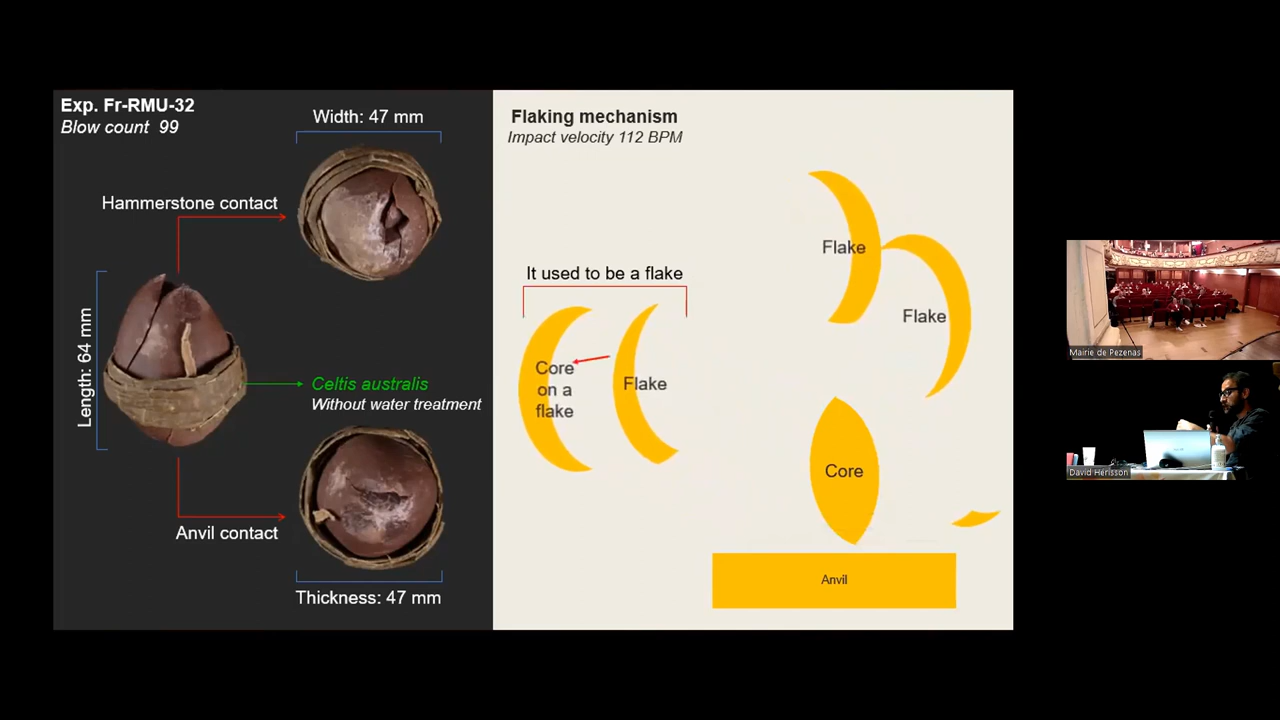 Exp. Fr-RMU-32
Blow count 99
Width: 47 mm
Hammerstone contact
Length: 64 mm
Celtis australis
Without water treatment
Anvil contact
Thickness: 47 mm
Flaking mechanism
Impact velocity 112 BPM
It used to be a flake
Core
on a
flake
Flake
Flake
Flake
Core
Anvil
Mairie de Pezenas
David Hérisson